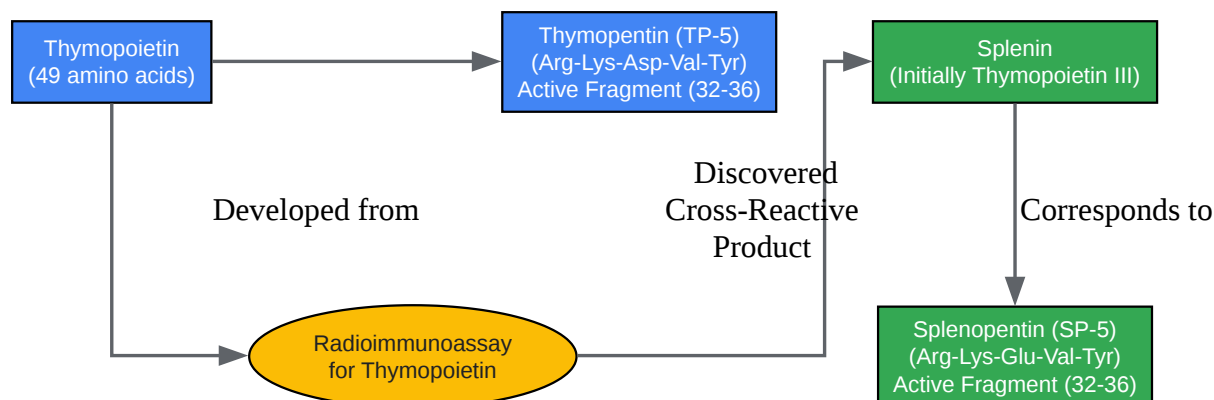 Thymopoietin
(49 amino acids)
Thymopentin (TP-5)
(Arg-Lys-Asp-Val-Tyr)
Active Fragment (32-36)
Splenin
(Initially Thymopoietin III)
Developed from
Discovered
Cross-Reactive
Product
Corresponds to
Radioimmunoassay
for Thymopoietin
Splenopentin (SP-5)
(Arg-Lys-Glu-Val-Tyr)
Active Fragment (32-36)